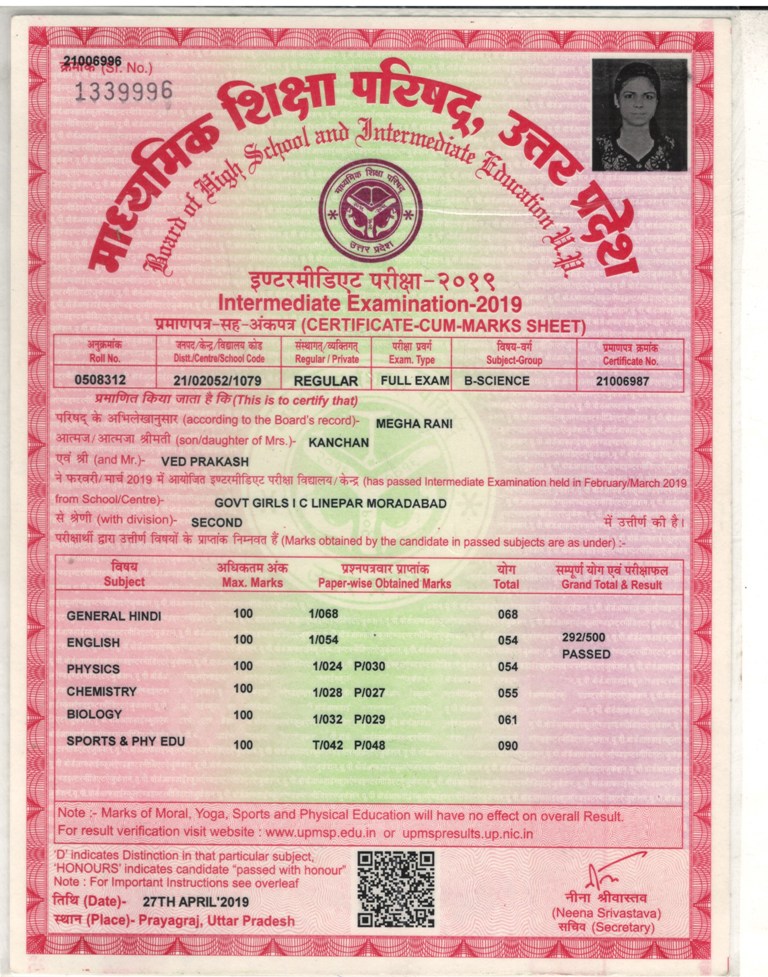 21006996
क्रमांक (Sl. No.)
1339996
माध्यमिक शिक्षा परिषद्, उत्तर प्रदेश
Board of High School and Intermediate Education U.P.
माध्यमिक शिक्षा परिषद्
उत्तर प्रदेश
इण्टरमीडिएट परीक्षा-२०१९
Intermediate Examination-2019
प्रमाणपत्र-सह-अंकपत्र (CERTIFICATE-CUM-MARKS SHEET)
अनुक्रमांक जनपद/केन्द्र/विद्यालय कोड संस्थागत/व्यक्तिगत् परीक्षा प्रवर्ग विषय-वर्ग प्रमाणपत्र क्रमांक
Roll No. Distt./Centre/School Code Regular / Private Exam. Type Subject-Group Certificate No.
0508312 21/02052/1079 REGULAR FULL EXAM B-SCIENCE 21006987
प्रमाणित किया जाता है कि (This is to certify that)
परिषद् के अभिलेखानुसार (according to the Board's record)- MEGHA RANI
आत्मज/आत्मजा श्रीमती (son/daughter of Mrs.)- KANCHAN
एवं श्री (and Mr.)- VED PRAKASH
ने फरवरी/मार्च 2019 में आयोजित इण्टरमीडिएट परीक्षा विद्यालय/केन्द्र (has passed Intermediate Examination held in February/March 2019
from School/Centre)- GOVT GIRLS I C LINEPAR MORADABAD
से श्रेणी (with division)- SECOND में उत्तीर्ण की है।
परीक्षार्थी द्वारा उत्तीर्ण विषयों के प्राप्तांक निम्नवत हैं (Marks obtained by the candidate in passed subjects are as under) :-
विषय अधिकतम अंक प्रश्नपत्रवार प्राप्तांक योग सम्पूर्ण योग एवं परीक्षाफल
Subject Max. Marks Paper-wise Obtained Marks Total Grand Total & Result
GENERAL HINDI 100 1/068 068
ENGLISH 100 1/054 054 292/500
PASSED
PHYSICS 100 1/024 P/030 054
CHEMISTRY 100 1/028 P/027 055
BIOLOGY 100 1/032 P/029 061
SPORTS & PHY EDU 100 T/042 P/048 090
Note :- Marks of Moral, Yoga, Sports and Physical Education will have no effect on overall Result.
For result verification visit website : www.upmsp.edu.in or upmspresults.up.nic.in
'D' indicates Distinction in that particular subject,
'HONOURS' indicates candidate "passed with honour"
Note : For Important Instructions see overleaf
तिथि (Date)- 27TH APRIL'2019
स्थान (Place)- Prayagraj, Uttar Pradesh
नीना श्रीवास्तव
(Neena Srivastava)
सचिव (Secretary)